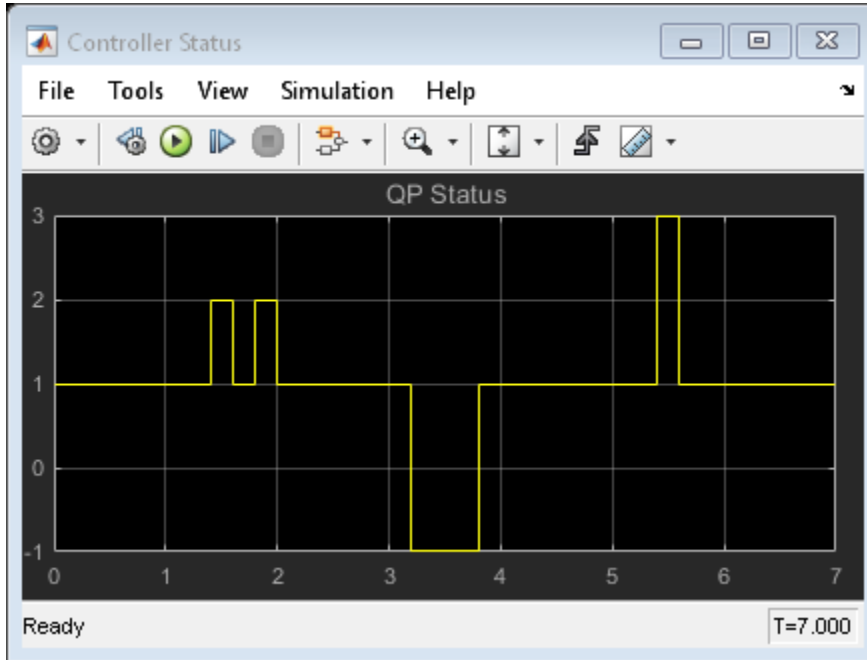 Controller Status
File Tools View Simulation Help
QP Status
3
2
1
0
-1
0 1 2 3 4 5 6 7
Ready T=7.000